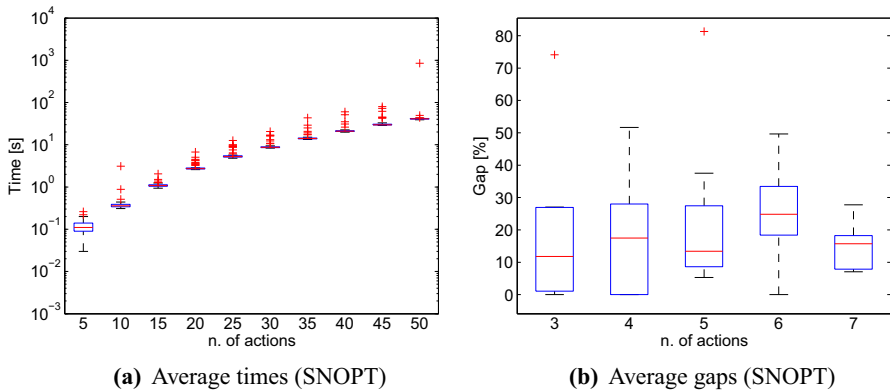 10^4
10^3
10^2
10^1
10^0
10^-1
10^-2
10^-3
Time [s]
5 10 15 20 25 30 35 40 45 50
n. of actions
(a) Average times (SNOPT)
80
70
60
50
40
30
20
10
0
Gap [%]
3 4 5 6 7
n. of actions
(b) Average gaps (SNOPT)